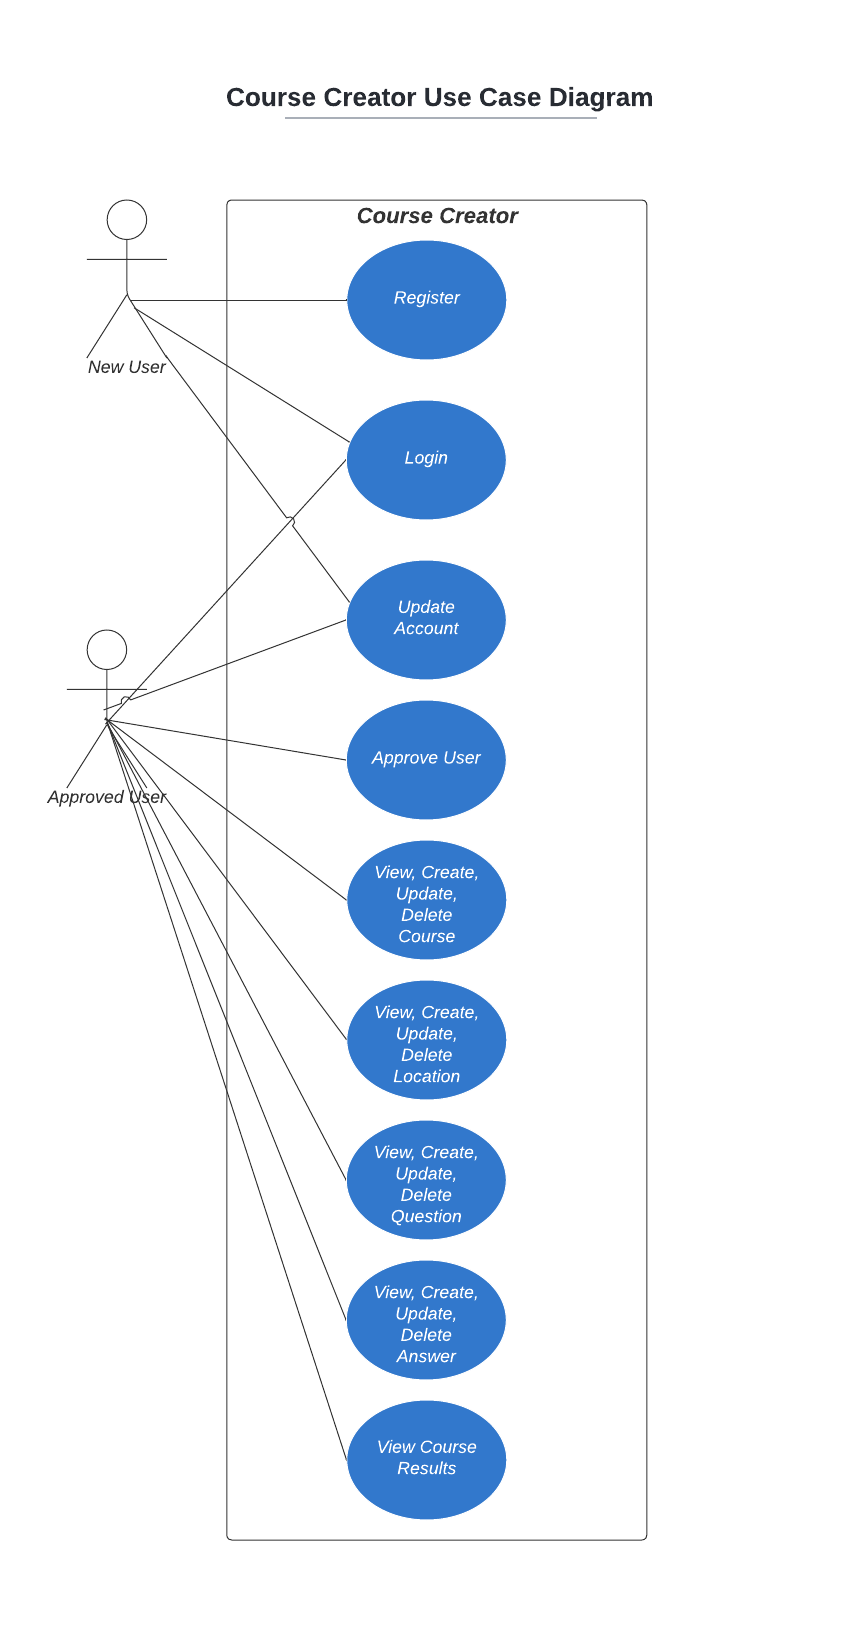 Course Creator Use Case Diagram
Course Creator
Register
New User
Login
Update
Account
Approve User
Approved User
View, Create,
Update,
Delete
Course
View, Create,
Update,
Delete
Location
View, Create,
Update,
Delete
Question
View, Create,
Update,
Delete
Answer
View Course
Results